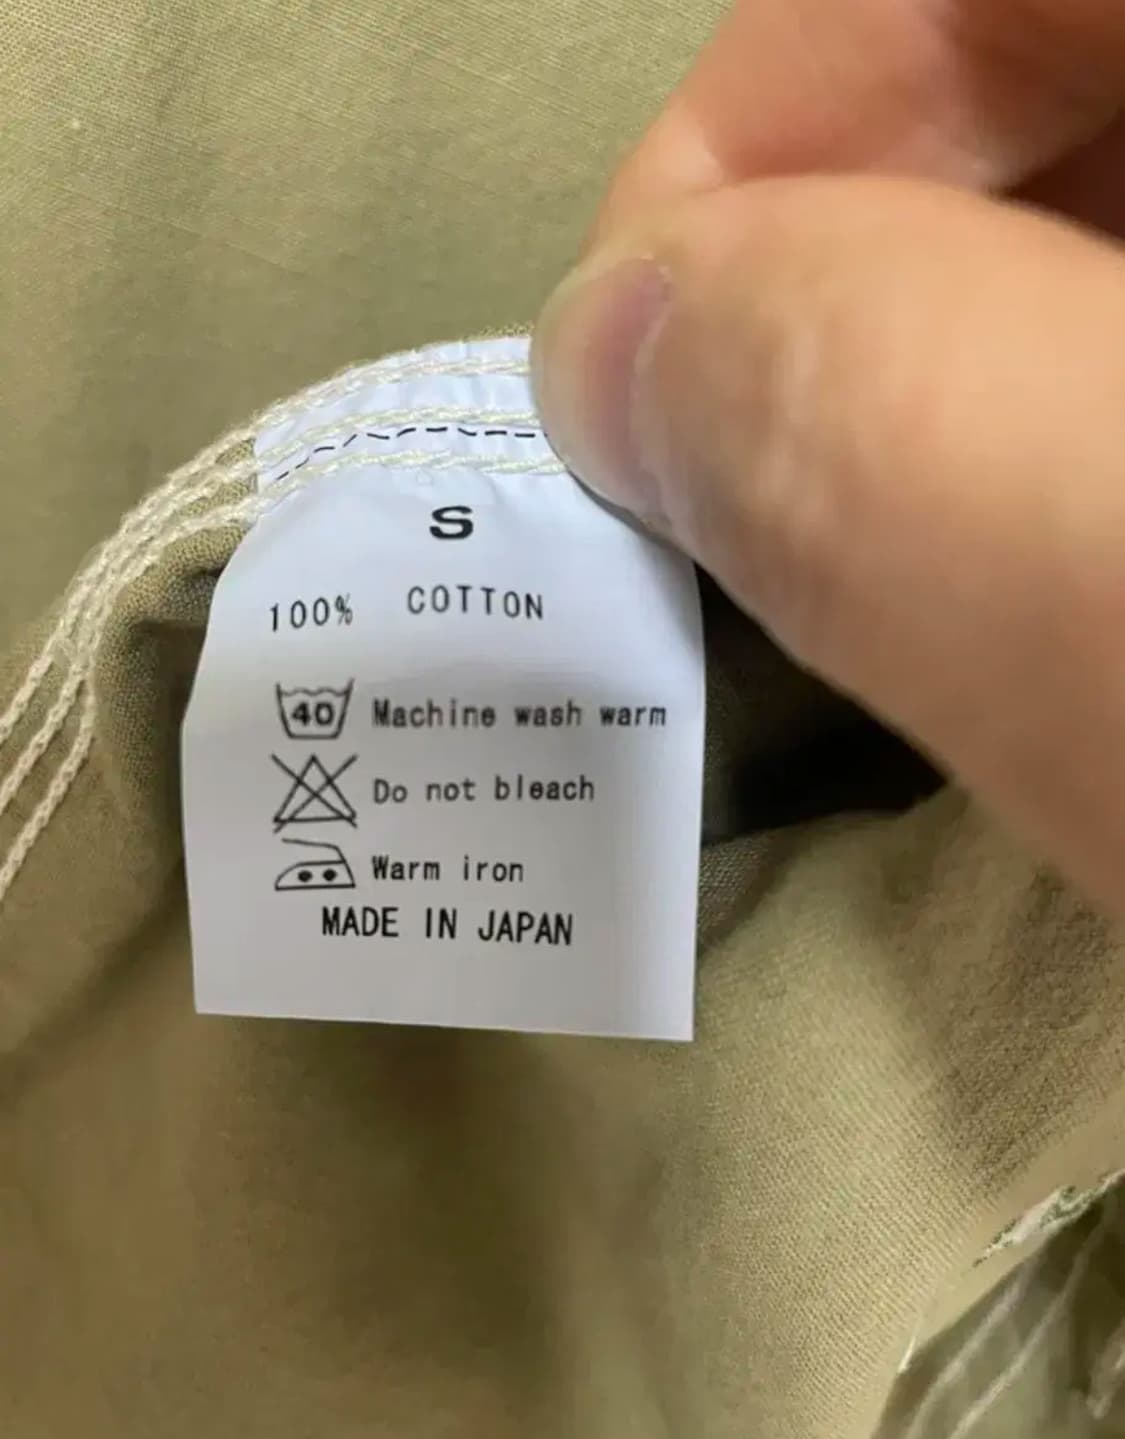 S
100% COTTON
40 Machine wash warm
Do not bleach
Warm iron
MADE IN JAPAN